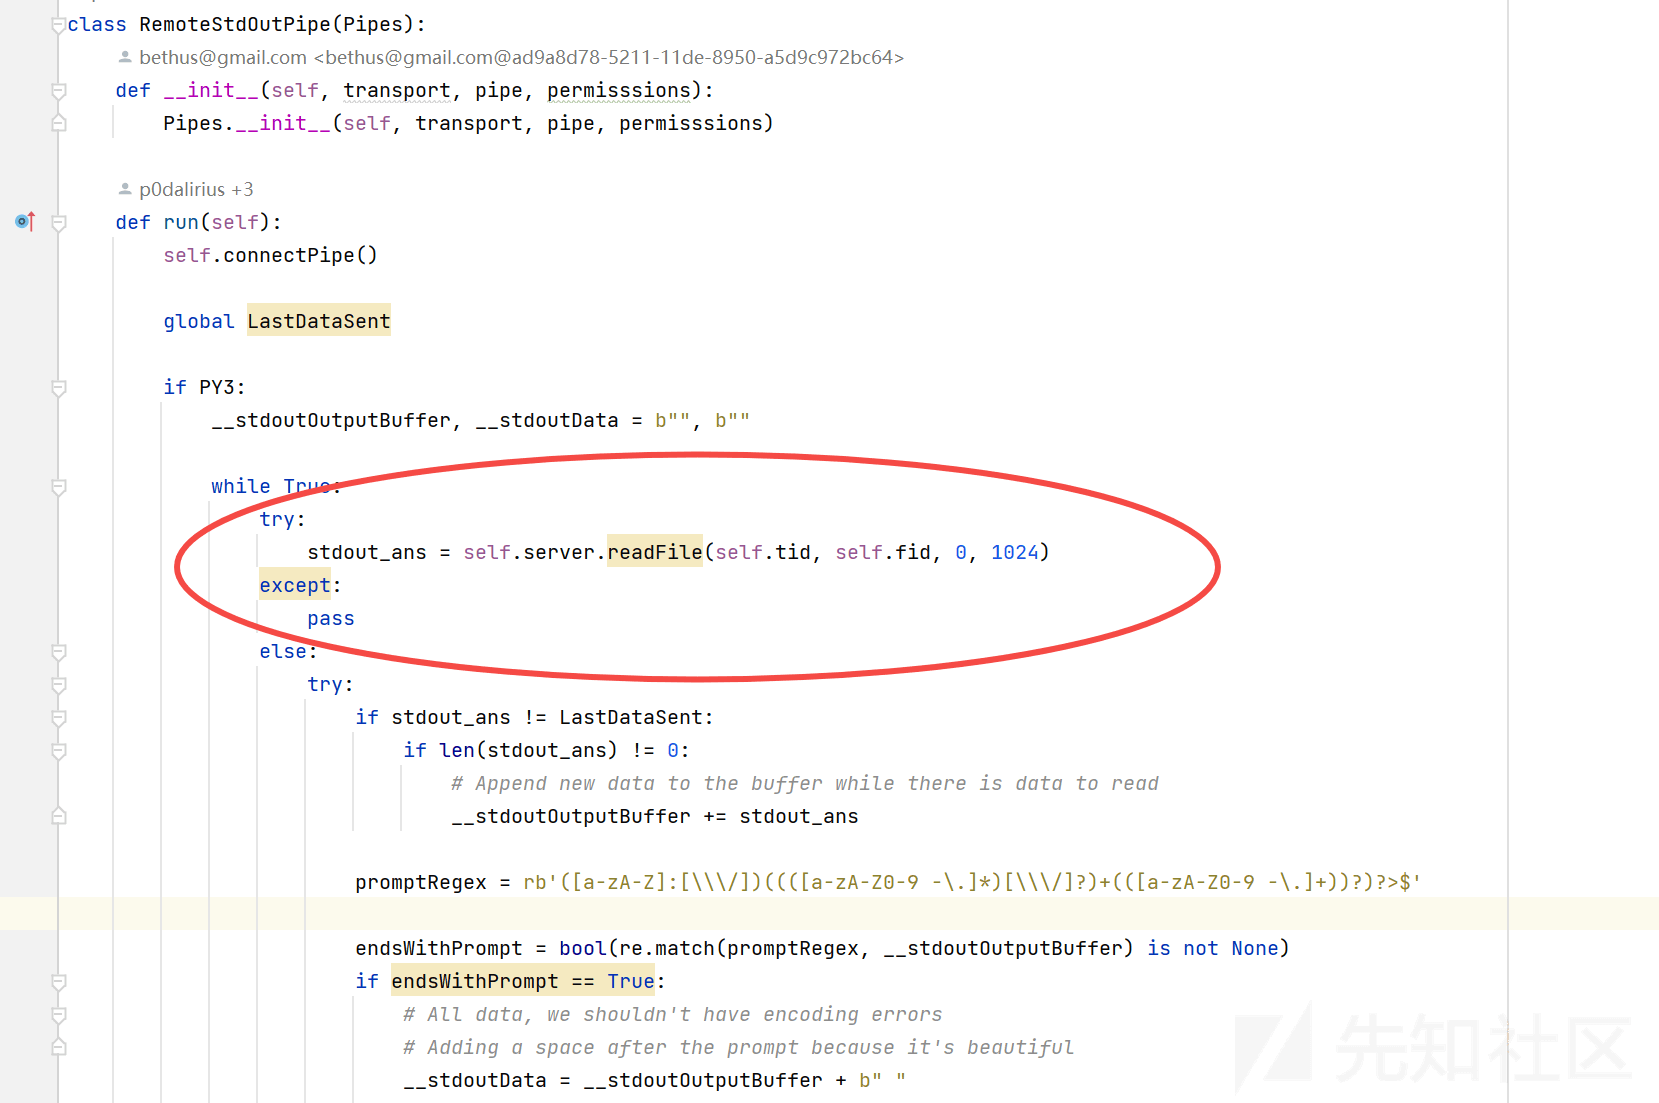 class RemoteStdOutPipe(Pipes):
bethus@gmail.com <bethus@gmail.com@ad9a8d78-5211-11de-8950-a5d9c972bc64>
def __init__(self, transport, pipe, permisssions):
Pipes.__init__(self, transport, pipe, permisssions)
p0dalirius +3
def run(self):
self.connectPipe()
global LastDataSent
if PY3:
__stdoutOutputBuffer, __stdoutData = b"", b""
while True:
try:
stdout_ans = self.server.readFile(self.tid, self.fid, 0, 1024)
except:
pass
else:
try:
if stdout_ans != LastDataSent:
if len(stdout_ans) != 0:
# Append new data to the buffer while there is data to read
__stdoutOutputBuffer += stdout_ans
promptRegex = rb'([a-zA-Z]:[\\\/])((([a-zA-Z0-9 -\.]*)[\\\/]?)+(([a-zA-Z0-9 -\.]+))?)?>$'
endsWithPrompt = bool(re.match(promptRegex, __stdoutOutputBuffer) is not None)
if endsWithPrompt == True:
# All data, we shouldn't have encoding errors
# Adding a space after the prompt because it's beautiful
__stdoutData = __stdoutOutputBuffer + b" "
先知社区